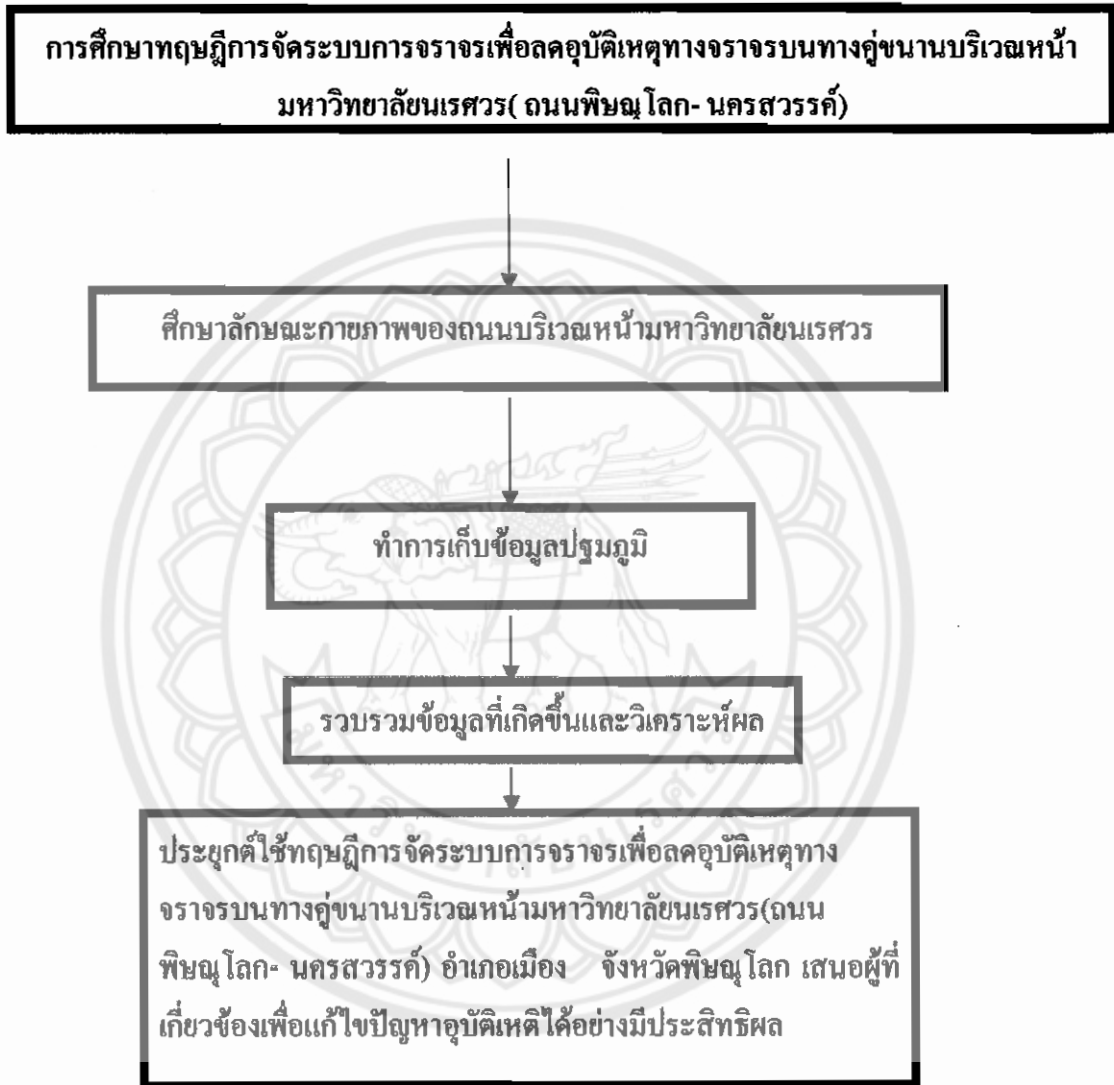 การศึกษาทฤษฎีการจัดระบบการจราจรเพื่อลดอุบัติเหตุทางจราจรบนทางคู่ขนานบริเวณหน้า
มหาวิทยาลัยนเรศวร( ถนนพิษณุโลก- นครสวรรค์)
ศึกษาลักษณะกายภาพของถนนบริเวณหน้ามหาวิทยาลัยนเรศวร
ทำการเก็บข้อมูลปฐมภูมิ
รวบรวมข้อมูลที่เกิดขึ้นและวิเคราะห์ผล
มหาวิทยาลัยนเรศวร
ประยุกต์ใช้ทฤษฎีการจัดระบบการจราจรเพื่อลดอุบัติเหตุทาง
จราจรบนทางคู่ขนานบริเวณหน้ามหาวิทยาลัยนเรศวร(ถนน
พิษณุโลก- นครสวรรค์) อำเภอเมือง จังหวัดพิษณุโลก เสนอผู้ที่
เกี่ยวข้องเพื่อแก้ไขปัญหาอุบัติเหติได้อย่างมีประสิทธิผล